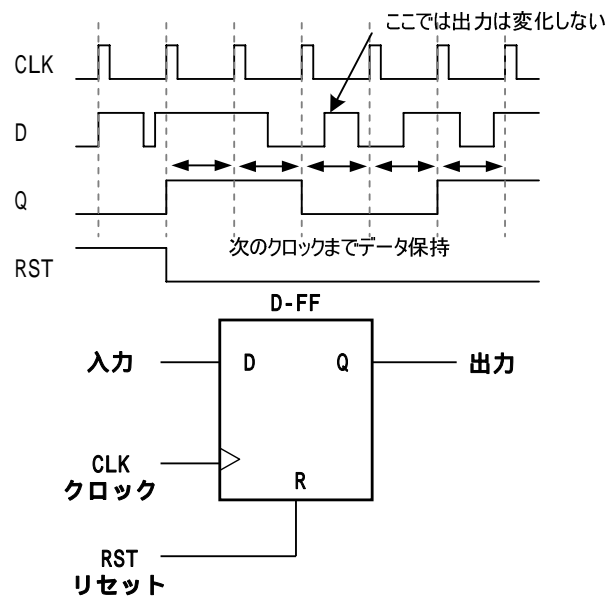 ここでは出力は変化しない
CLK
D
Q
次のクロックまでデータ保持
RST
D-FF
入力
D
Q
出力
CLK
クロック
R
RST
リセット